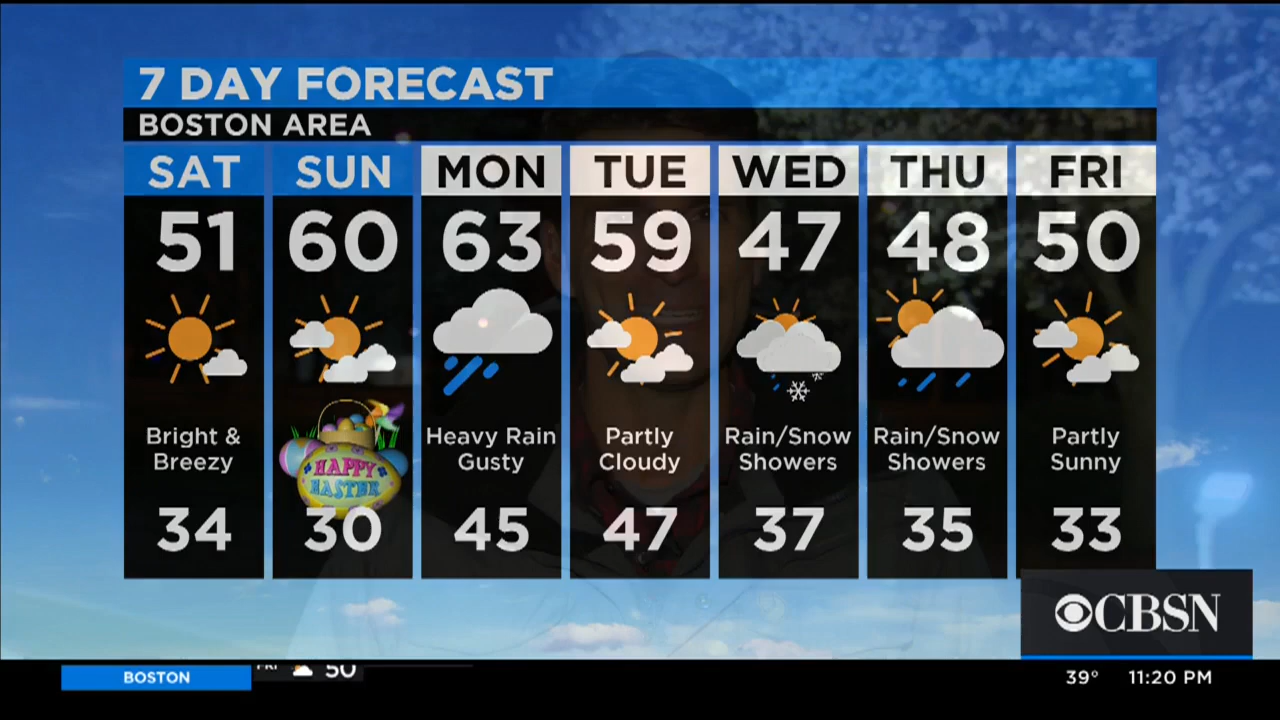 7 DAY FORECAST
BOSTON AREA
SAT SUN MON TUE WED THU FRI
51 60 63 59 47 48 50
Bright & Breezy
HAPPY EASTER
Heavy Rain Gusty
Partly Cloudy
Rain/Snow Showers
Rain/Snow Showers
Partly Sunny
34 30 45 47 37 35 33
CBSN
BOSTON
FRI 50
39° 11:20 PM